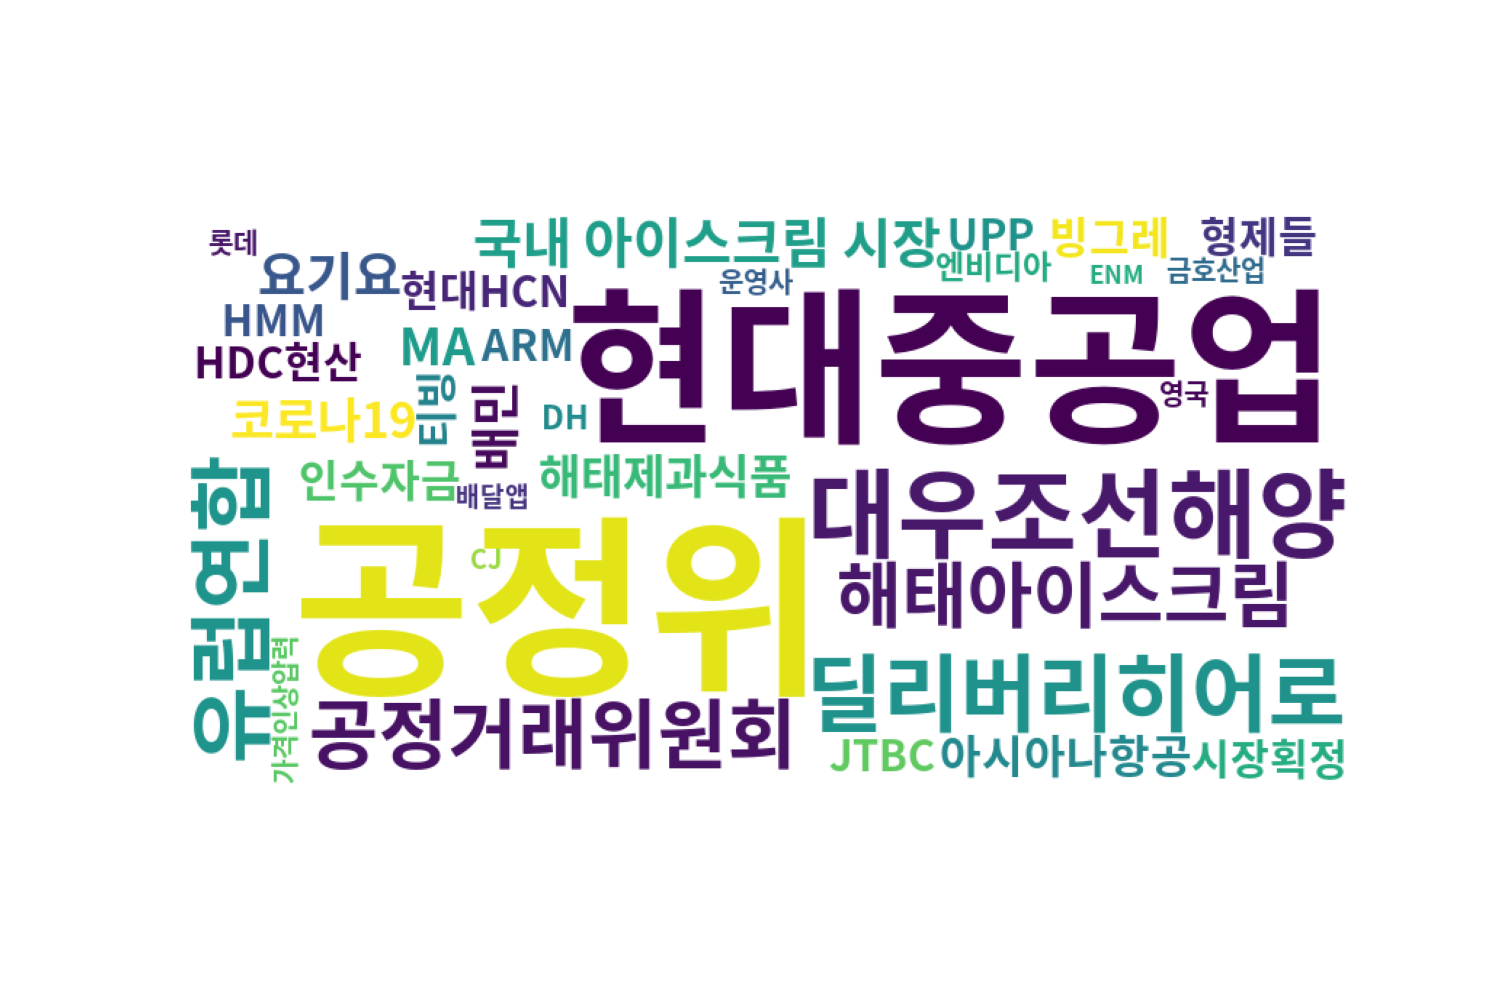 국내 아이스크림 시장
UPP
빙그레
형제들
롯데
요기요
현대HCN
운영사
엔비디아
ENM
금호산업
HMM
HDC현산
MA
ARM
현대중공업
영국
코로나19
티빙
배민
DH
인수자금
배달앱
해태제과식품
대우조선해양
유럽연합
공정위
CJ
해태아이스크림
가격인상압력
딜리버리히어로
공정거래위원회
JTBC
아시아나항공
시장획정